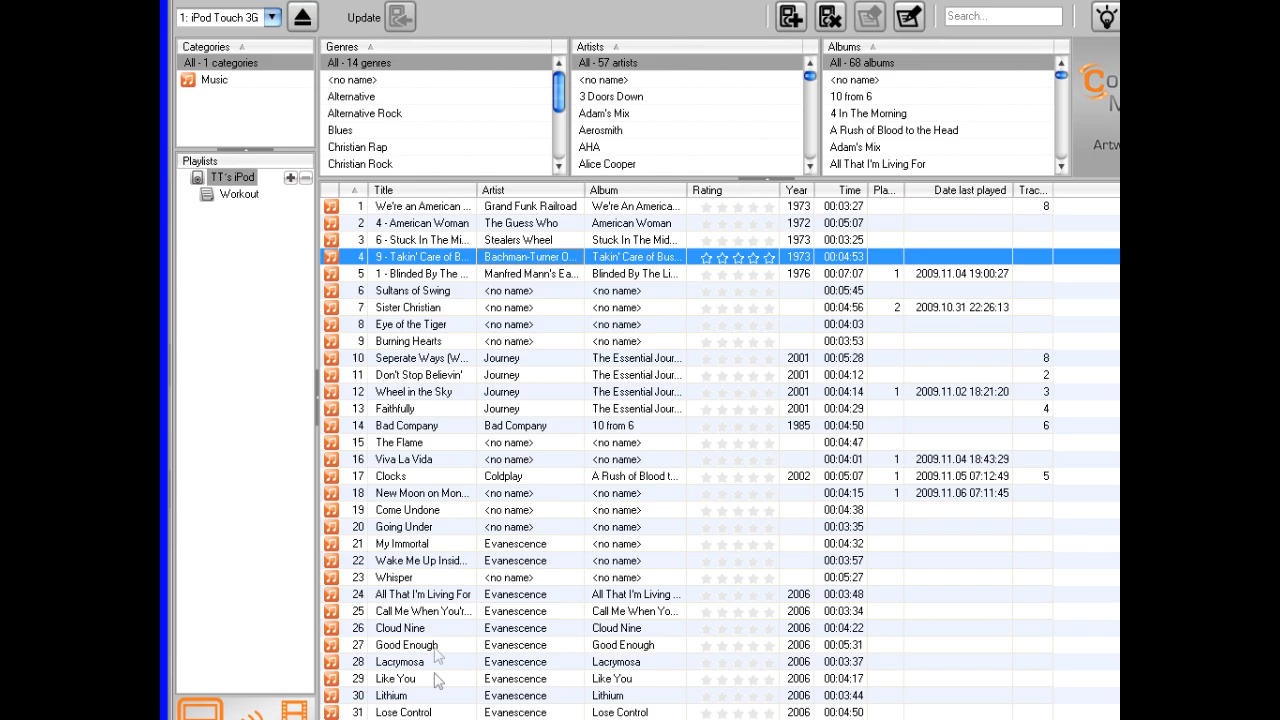 1: iPod Touch 3G Update Search...
Categories Genres Artists Albums
All - 1 categories All - 14 genres All - 57 artists All - 68 albums
Music <no name> <no name> <no name>
Alternative 3 Doors Down 10 from 6
Alternative Rock Adam's Mix 4 In The Morning
Blues Aerosmith A Rush of Blood to the Head
Christian Rap AHA Adam's Mix
Christian Rock Alice Cooper All That I'm Living For
Artw
Playlists
TT's iPod
Workout
Title Artist Album Rating Year Time Pla... Date last played Trac...
1 We're an American ... Grand Funk Railroad We're An America... 1973 00:03:27 8
2 4 - American Woman The Guess Who American Woman 1972 00:05:07
3 6 - Stuck In The Mi... Stealers Wheel Stuck In The Mid... 1973 00:03:25
4 9 - Takin' Care of B... Bachman-Turner O... Takin' Care of Bus... 1973 00:04:53
5 1 - Blinded By The ... Manfred Mann's Ea... Blinded By The Li... 1976 00:07:07 1 2009.11.04 19:00:27
6 Sultans of Swing <no name> <no name> 00:05:45
7 Sister Christian <no name> <no name> 00:04:56 2 2009.10.31 22:26:13
8 Eye of the Tiger <no name> <no name> 00:04:03
9 Burning Hearts <no name> <no name> 00:03:53
10 Seperate Ways (W... Journey The Essential Jour... 2001 00:05:28 8
11 Don't Stop Believin' Journey The Essential Jour... 2001 00:04:12 2
12 Wheel in the Sky Journey The Essential Jour... 2001 00:04:14 1 2009.11.02 18:21:20 3
13 Faithfully Journey The Essential Jour... 2001 00:04:29 4
14 Bad Company Bad Company 10 from 6 1985 00:04:50 6
15 The Flame <no name> <no name> 00:04:47
16 Viva La Vida <no name> <no name> 00:04:01 1 2009.11.04 18:43:29
17 Clocks Coldplay A Rush of Blood t... 2002 00:05:07 1 2009.11.05 07:12:49 5
18 New Moon on Mon... <no name> <no name> 00:04:15 1 2009.11.06 07:11:45
19 Come Undone <no name> <no name> 00:04:38
20 Going Under <no name> <no name> 00:03:35
21 My Immortal Evanescence <no name> 00:04:32
22 Wake Me Up Insid... Evanescence <no name> 00:03:57
23 Whisper <no name> <no name> 00:05:27
24 All That I'm Living For Evanescence All That I'm Living ... 2006 00:03:48
25 Call Me When You'r... Evanescence Call Me When Yo... 2006 00:03:34
26 Cloud Nine Evanescence Cloud Nine 2006 00:04:22
27 Good Enough Evanescence Good Enough 2006 00:05:31
28 Lacrymosa Evanescence Lacrymosa 2006 00:03:37
29 Like You Evanescence Like You 2006 00:04:17
30 Lithium Evanescence Lithium 2006 00:03:44
31 Lose Control Evanescence Lose Control 2006 00:04:50